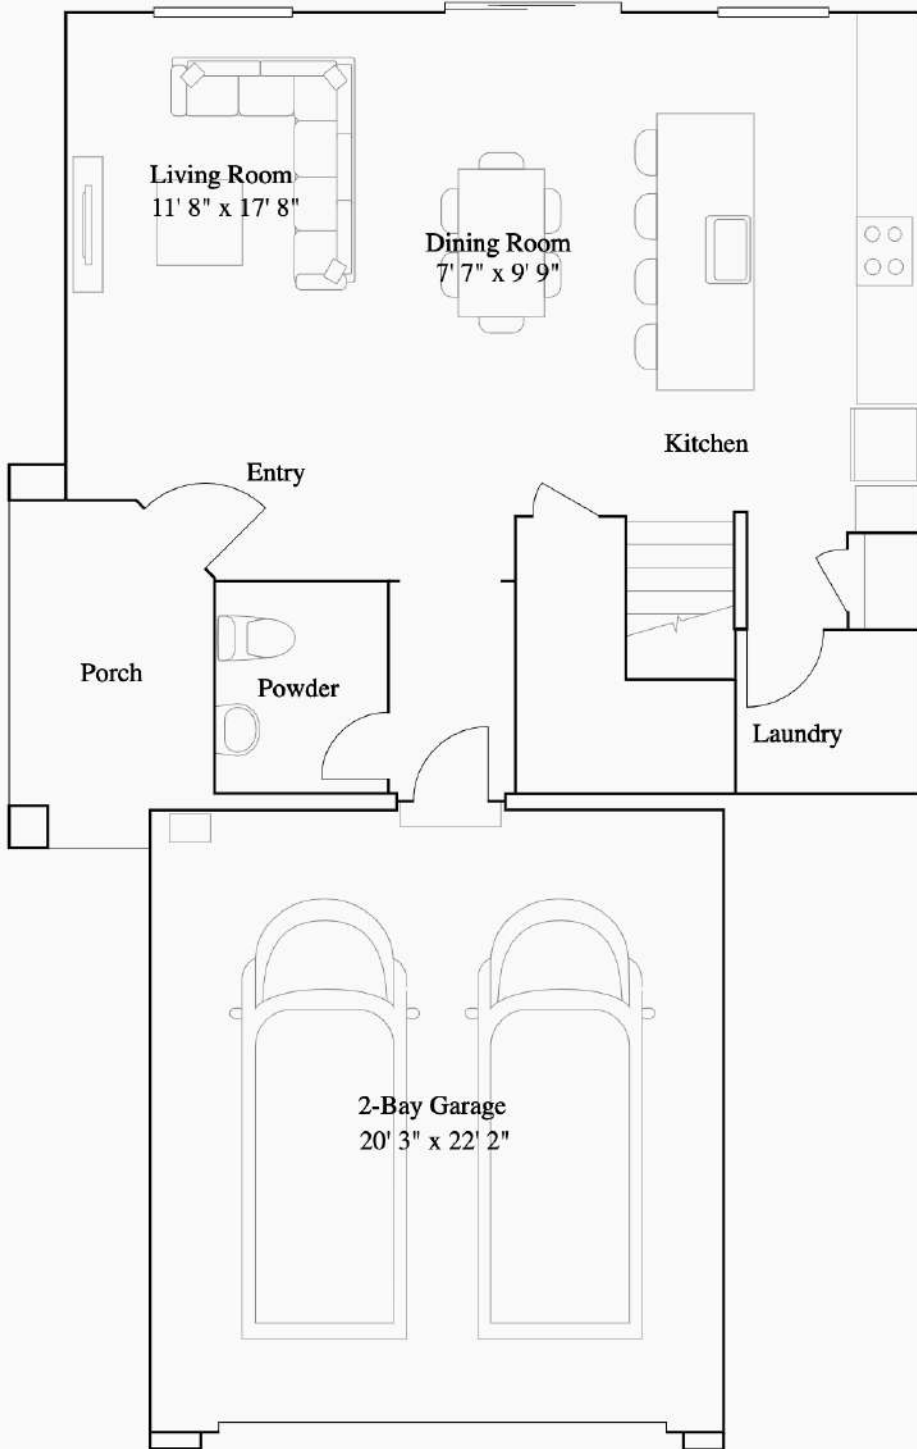 Living Room
11' 8" x 17' 8"
Dining Room
7' 7" x 9' 9"
Kitchen
Entry
Porch
Powder
Laundry
2-Bay Garage
20' 3" x 22' 2"